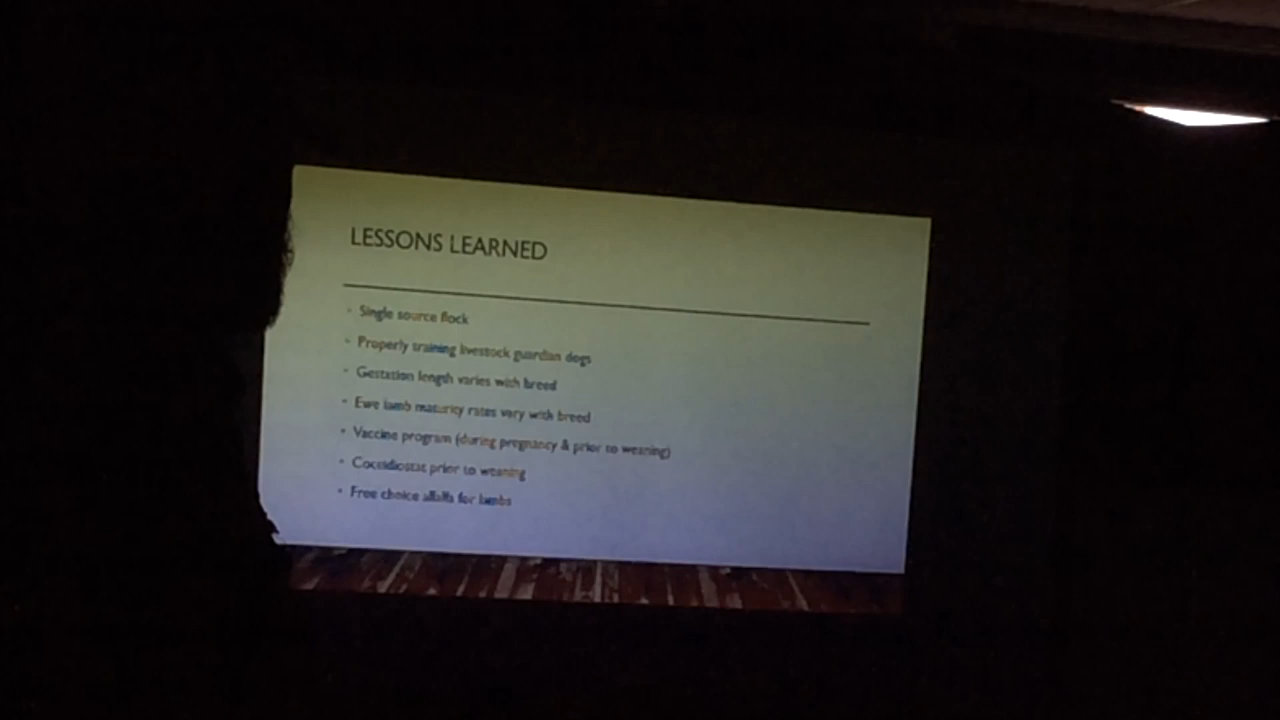 LESSONS LEARNED
• Single source flock
• Properly training livestock guardian dogs
• Gestation length varies with breed
• Ewe lamb maturity rates vary with breed
• Vaccine program (during pregnancy & prior to weaning)
• Coccidiostat prior to weaning
• Free choice alfalfa for lambs